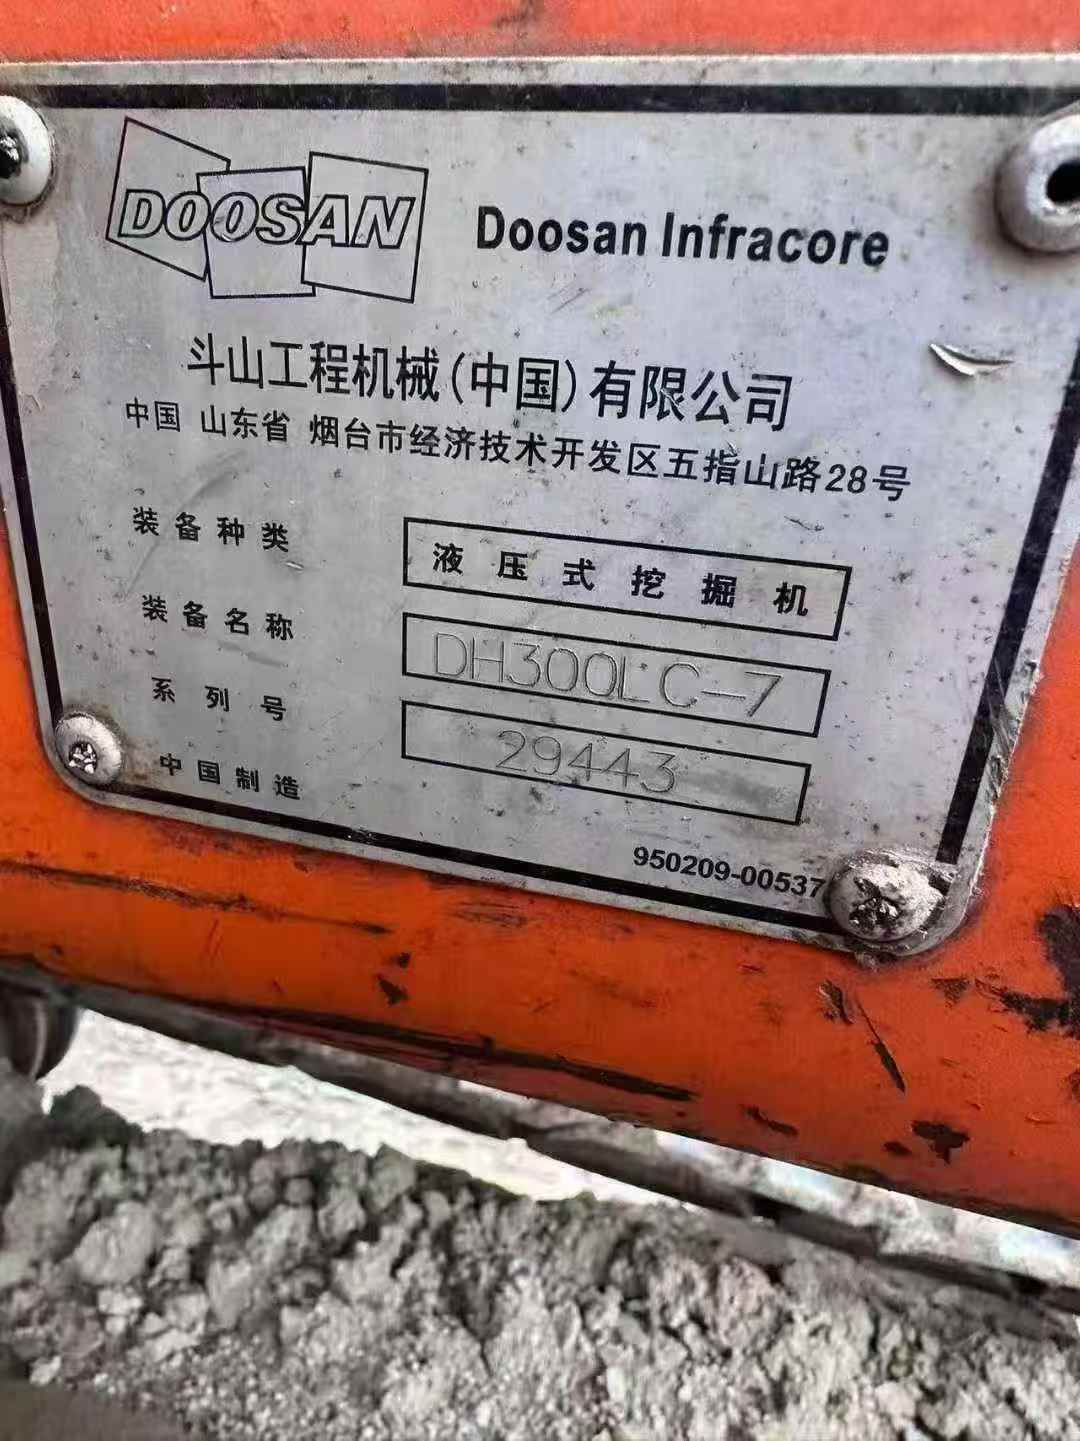 DOOSAN Doosan Infracore
斗山工程机械(中国)有限公司
中国 山东省 烟台市经济技术开发区五指山路28号
装备种类 液压式挖掘机
装备名称 DH300LC-7
系列号 29443
中国制造
950209-00537